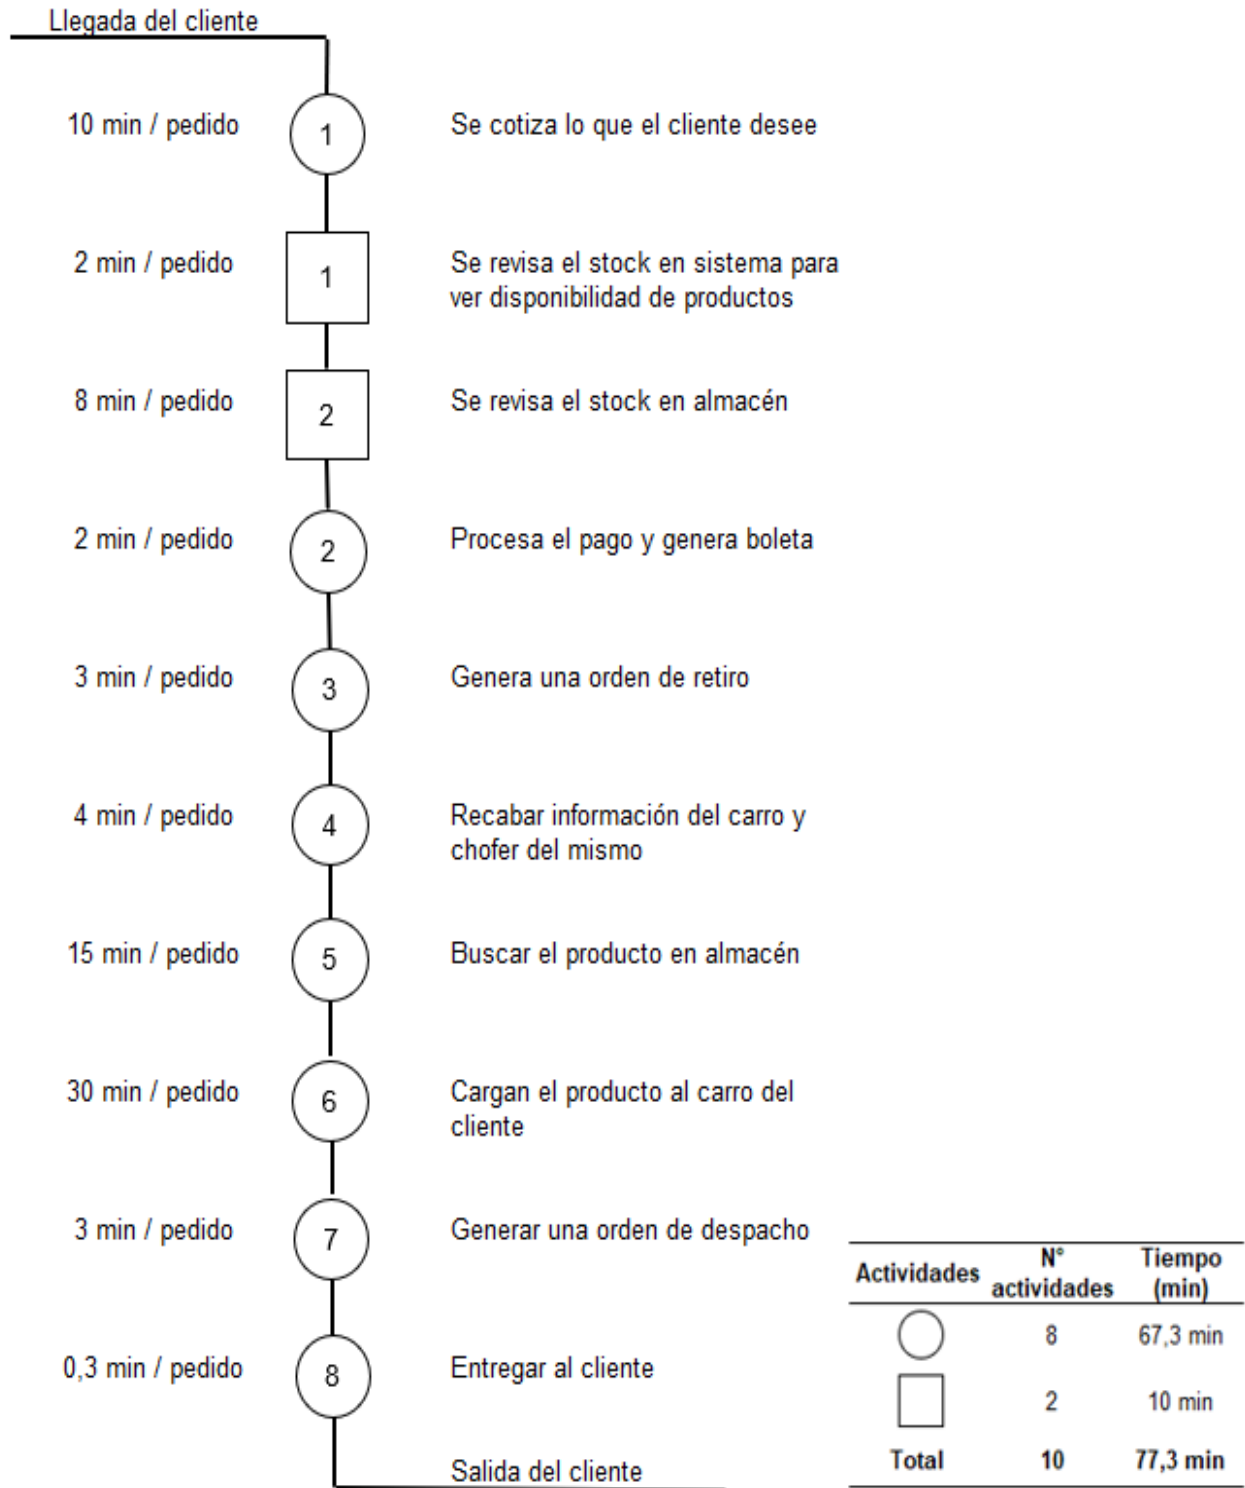 Llegada del cliente
10 min / pedido
1
Se cotiza lo que el cliente desee
2 min / pedido
1
Se revisa el stock en sistema para
ver disponibilidad de productos
8 min / pedido
2
Se revisa el stock en almacén
2 min / pedido
2
Procesa el pago y genera boleta
3 min / pedido
3
Genera una orden de retiro
4 min / pedido
4
Recabar información del carro y
chofer del mismo
15 min / pedido
5
Buscar el producto en almacén
30 min / pedido
6
Cargan el producto al carro del
cliente
3 min / pedido
7
Generar una orden de despacho
0,3 min / pedido
8
Entregar al cliente
Salida del cliente
Actividades
N°
actividades
Tiempo
(min)
8
67,3 min
2
10 min
Total
10
77,3 min